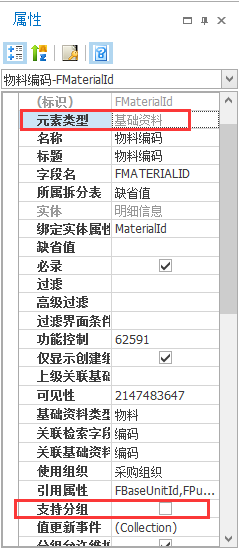 属性
物料编码-FMaterialId
(标识) FMaterialId
元素类型 基础资料
名称 物料编码
标题 物料编码
字段名 FMATERIALID
所属拆分表 缺省值
实体 明细信息
绑定实体属性 MaterialId
缺省值
必录
过滤
高级过滤
过滤界面条件
功能控制 62591
仅显示创建组
上级关联基础
可见性 2147483647
基础资料类型 物料
关联检索字段 编码
关联基础资料 编码
使用组织 采购组织
引用属性 FBaseUnitId,FPu...
支持分组
值更新事件 (Collection)